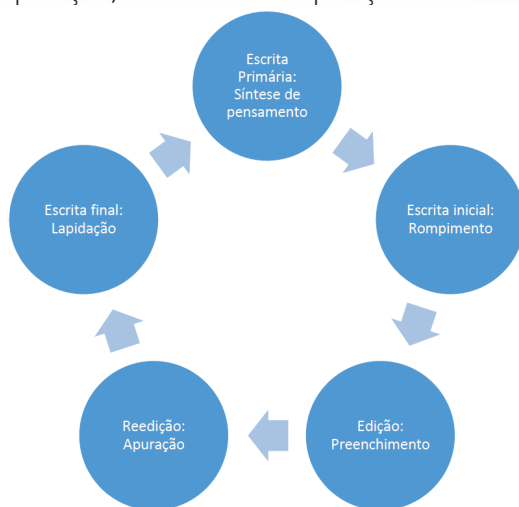 Escrita
Primária:
Síntese de
pensamento
Escrita inicial:
Rompimento
Edição:
Preenchimento
Reedição:
Apuração
Escrita final:
Lapidação